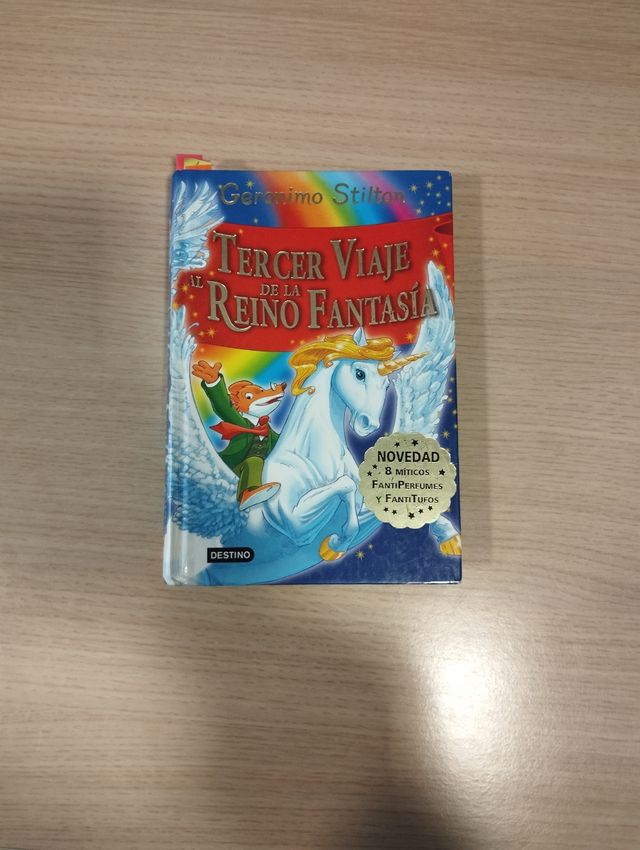 Geronimo Stilton
TERCER VIAJE
AL REINO DE LA FANTASÍA
NOVEDAD
8 MÍTICOS
FANTIPERFUMES
Y FANTITUFOS
DESTINO